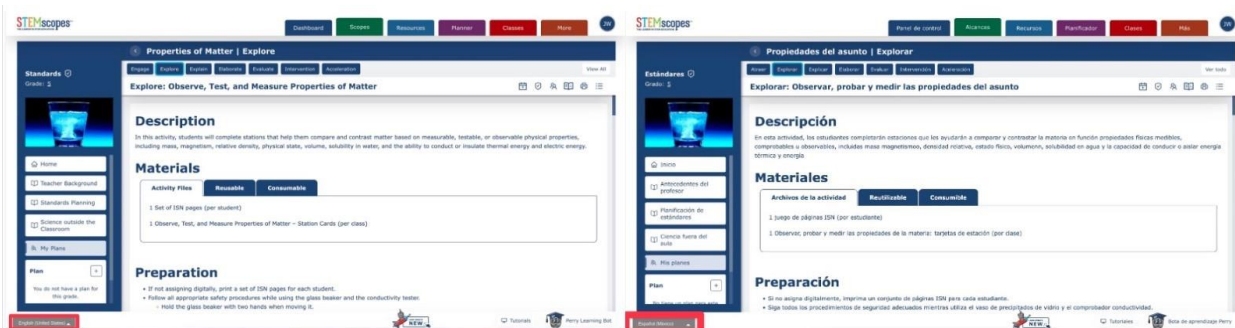 STEMscopes
Dashboard
Scopes
Resources
Planner
Classes
More
JW
Properties of Matter | Explore
Standards
Grade: 5
Engage
Explore
Explain
Elaborate
Evaluate
Intervention
Acceleration
View All
Explore: Observe, Test, and Measure Properties of Matter
Description
In this activity, students will complete stations that help them compare and contrast matter based on measurable, testable, or observable physical properties,
including mass, magnetism, relative density, physical state, volume, solubility in water, and the ability to conduct or insulate thermal energy and electric energy.
Materials
Activity Files
Reusable
Consumable
1 Set of ISN pages (per student)
1 Observe, Test, and Measure Properties of Matter – Station Cards (per class)
Preparation
• If not assigning digitally, print a set of ISN pages for each student.
• Follow all appropriate safety procedures while using the glass beaker and the conductivity tester.
◦ Hold the glass beaker with two hands when moving it.
Home
Teacher Background
Standards Planning
Science outside the
Classroom
My Plans
Plan
+
You do not have a plan for
this grade.
English (United States)
NEW
Tutorials
Perry Learning Bot
STEMscopes
Panel de control
Alcances
Recursos
Planificador
Clases
Más
JW
Propiedades del asunto | Explorar
Estándares
Grado: 5
Atraer
Explorar
Explicar
Elaborar
Evaluar
Intervención
Aceleración
Ver todo
Explorar: Observar, probar y medir las propiedades del asunto
Descripción
En esta actividad, los estudiantes completarán estaciones que les ayudarán a comparar y contrastar la materia en función propiedades físicas medibles,
comprobables u observables, incluidas masa magnetismo, densidad relativa, estado físico, volumen, solubilidad en agua y la capacidad de conducir o aislar energía
térmica y energía
Materiales
Archivos de la actividad
Reutilizable
Consumible
1 juego de páginas ISN (por estudiante)
1 Observar, probar y medir las propiedades de la materia: tarjetas de estación (por clase)
Preparación
• Si no asigna digitalmente, imprima un conjunto de páginas ISN para cada estudiante.
• Siga todos los procedimientos de seguridad adecuados mientras utiliza el vaso de precipitados de vidrio y el comprobador conductividad.
Inicio
Antecedentes del
profesor
Planificación de
estándares
Ciencia fuera del
aula
Mis planes
Plan
+
Español (México)
NEW
Tutoriales
Bota de aprendizaje Perry